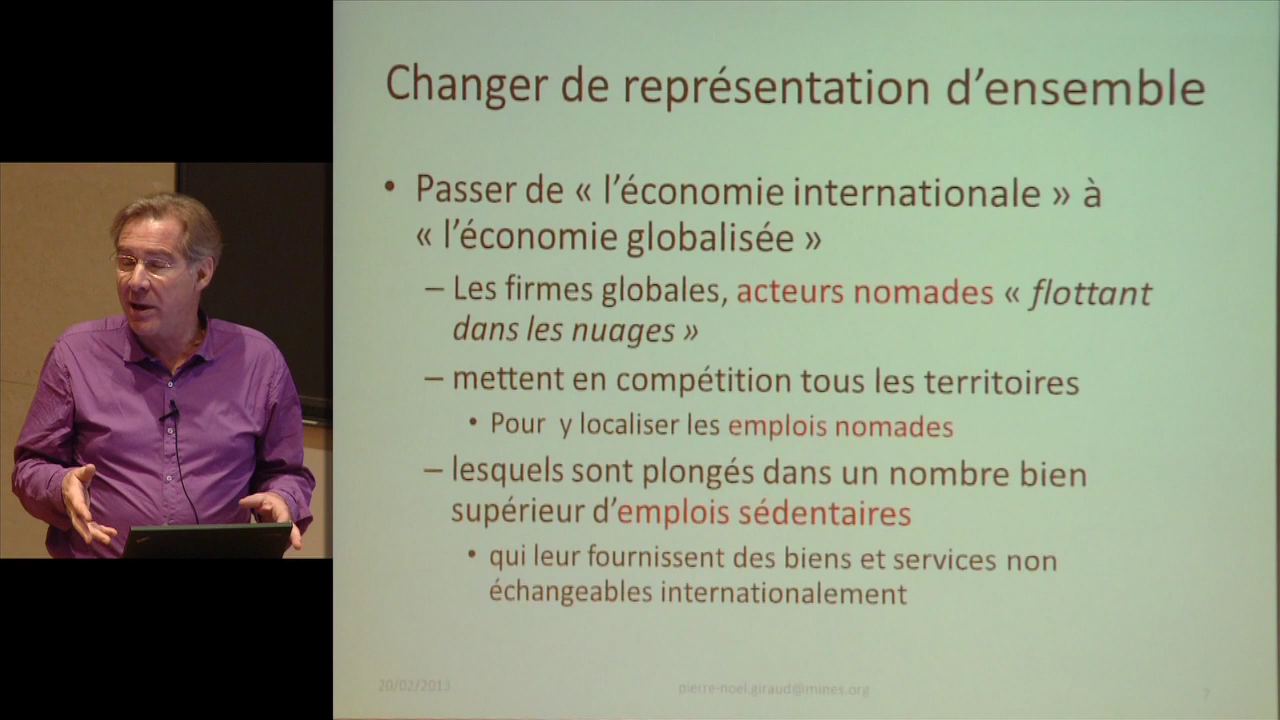 Changer de représentation d’ensemble
• Passer de « l’économie internationale » à
« l’économie globalisée »
– Les firmes globales, acteurs nomades « flottant
dans les nuages »
– mettent en compétition tous les territoires
• Pour y localiser les emplois nomades
– lesquels sont plongés dans un nombre bien
supérieur d’emplois sédentaires
• qui leur fournissent des biens et services non
échangeables internationalement
20/02/2013
pierre-noel.giraud@mines.org
7